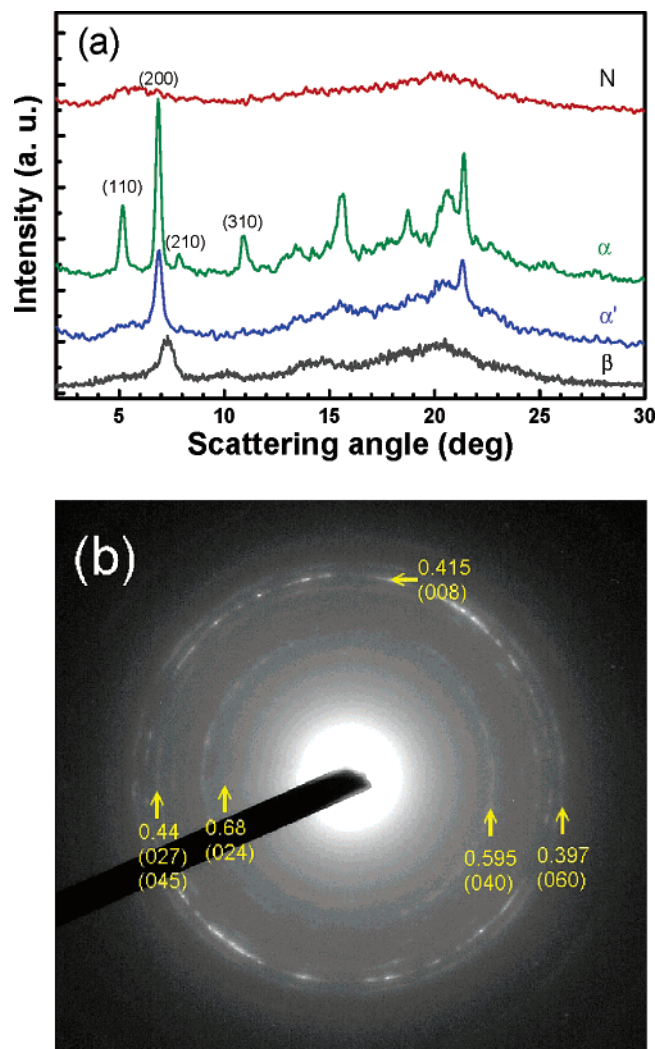 (a)
(200)
N
(110)
(210)
(310)
α
α'
β
Intensity (a. u.)
5
10
15
20
25
30
Scattering angle (deg)
(b)
0.415
(008)
0.44
(027)
(045)
0.68
(024)
0.595
(040)
0.397
(060)